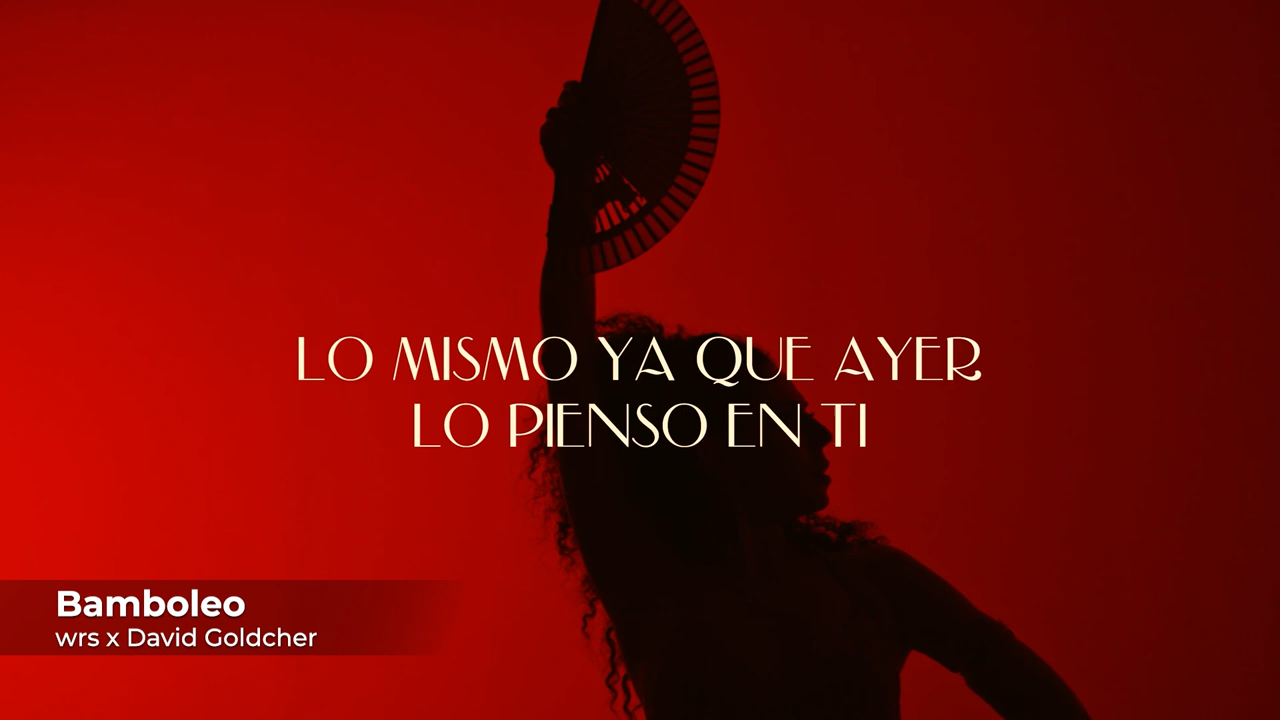 LO MISMO YA QUE AYER
LO PIENSO EN TI
Bamboleo
wrs x David Goldcher